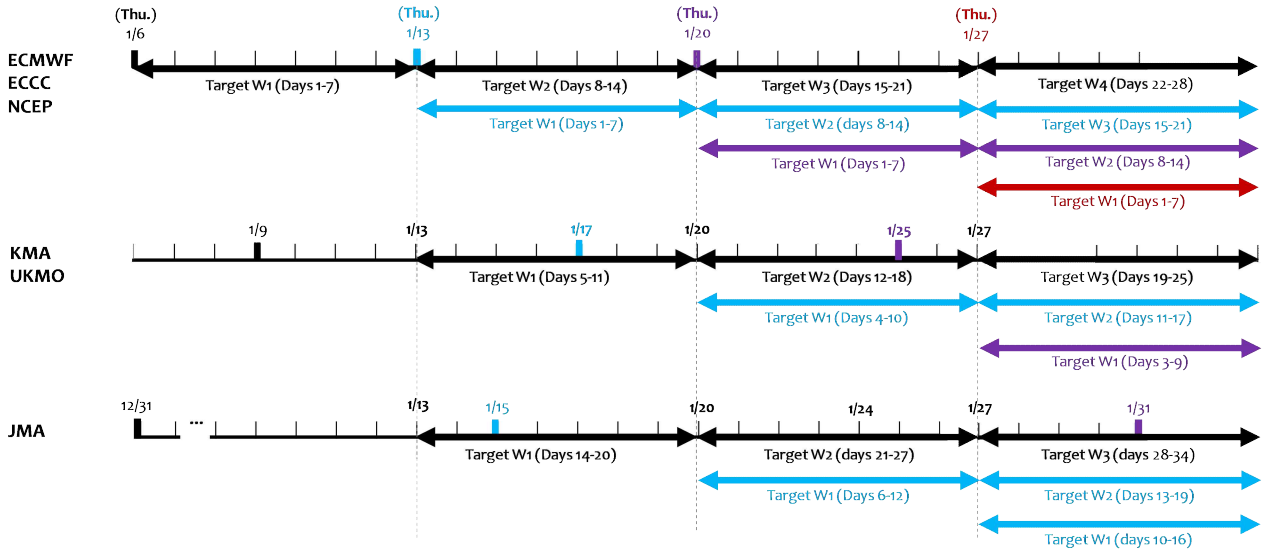 (Thu.) (Thu.) (Thu.) (Thu.)
1/6 1/13 1/20 1/27
ECMWF
ECCC
NCEP
Target W1 (Days 1-7) Target W2 (Days 8-14) Target W3 (Days 15-21) Target W4 (Days 22-28)
Target W1 (Days 1-7) Target W2 (days 8-14) Target W3 (Days 15-21)
Target W1 (Days 1-7) Target W2 (Days 8-14)
Target W1 (Days 1-7)
1/9 1/13 1/17 1/20 1/25 1/27
KMA
UKMO
Target W1 (Days 5-11) Target W2 (Days 12-18) Target W3 (Days 19-25)
Target W1 (Days 4-10) Target W2 (Days 11-17)
Target W1 (Days 3-9)
12/31 ... 1/13 1/15 1/20 1/24 1/27 1/31
JMA
Target W1 (Days 14-20) Target W2 (days 21-27) Target W3 (days 28-34)
Target W1 (Days 6-12) Target W2 (Days 13-19)
Target W1 (days 10-16)